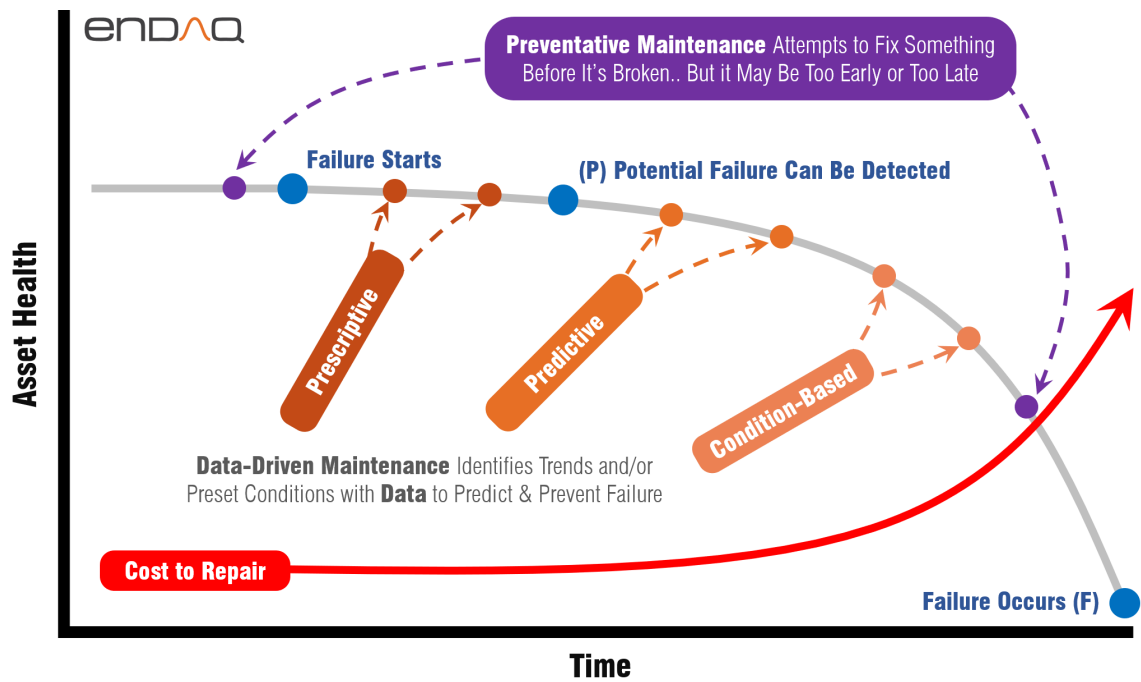 enDAQ
Preventative Maintenance Attempts to Fix Something
Before It's Broken.. But it May Be Too Early or Too Late
Failure Starts
(P) Potential Failure Can Be Detected
Asset Health
Prescriptive
Predictive
Condition-Based
Data-Driven Maintenance Identifies Trends and/or
Preset Conditions with Data to Predict & Prevent Failure
Cost to Repair
Failure Occurs (F)
Time